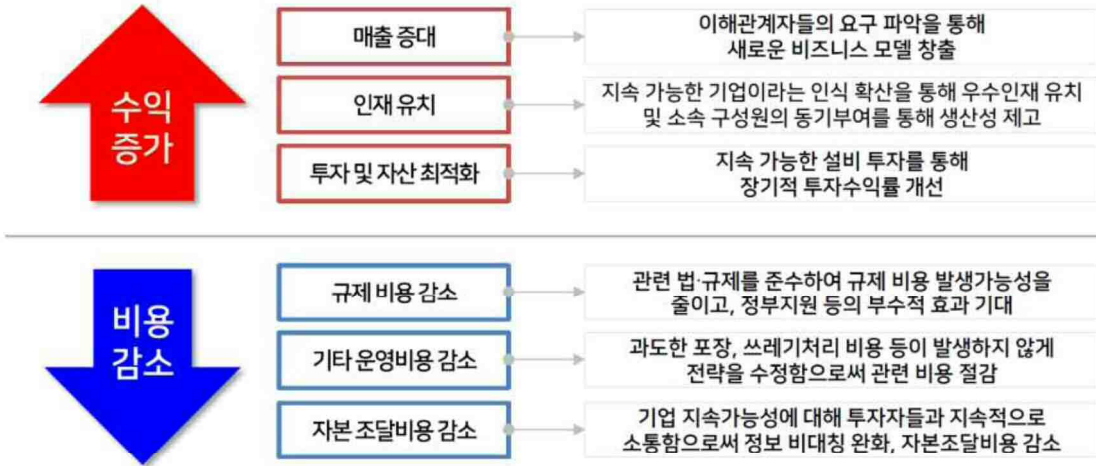 수익
증가
매출 증대
이해관계자들의 요구 파악을 통해
새로운 비즈니스 모델 창출
인재 유치
지속 가능한 기업이라는 인식 확산을 통해 우수인재 유치
및 소속 구성원의 동기부여를 통해 생산성 제고
투자 및 자산 최적화
지속 가능한 설비 투자를 통해
장기적 투자수익률 개선
비용
감소
규제 비용 감소
관련 법·규제를 준수하여 규제 비용 발생가능성을
줄이고, 정부지원 등의 부수적 효과 기대
기타 운영비용 감소
과도한 포장, 쓰레기처리 비용 등이 발생하지 않게
전략을 수정함으로써 관련 비용 절감
자본 조달비용 감소
기업 지속가능성에 대해 투자자들과 지속적으로
소통함으로써 정보 비대칭 완화, 자본조달비용 감소